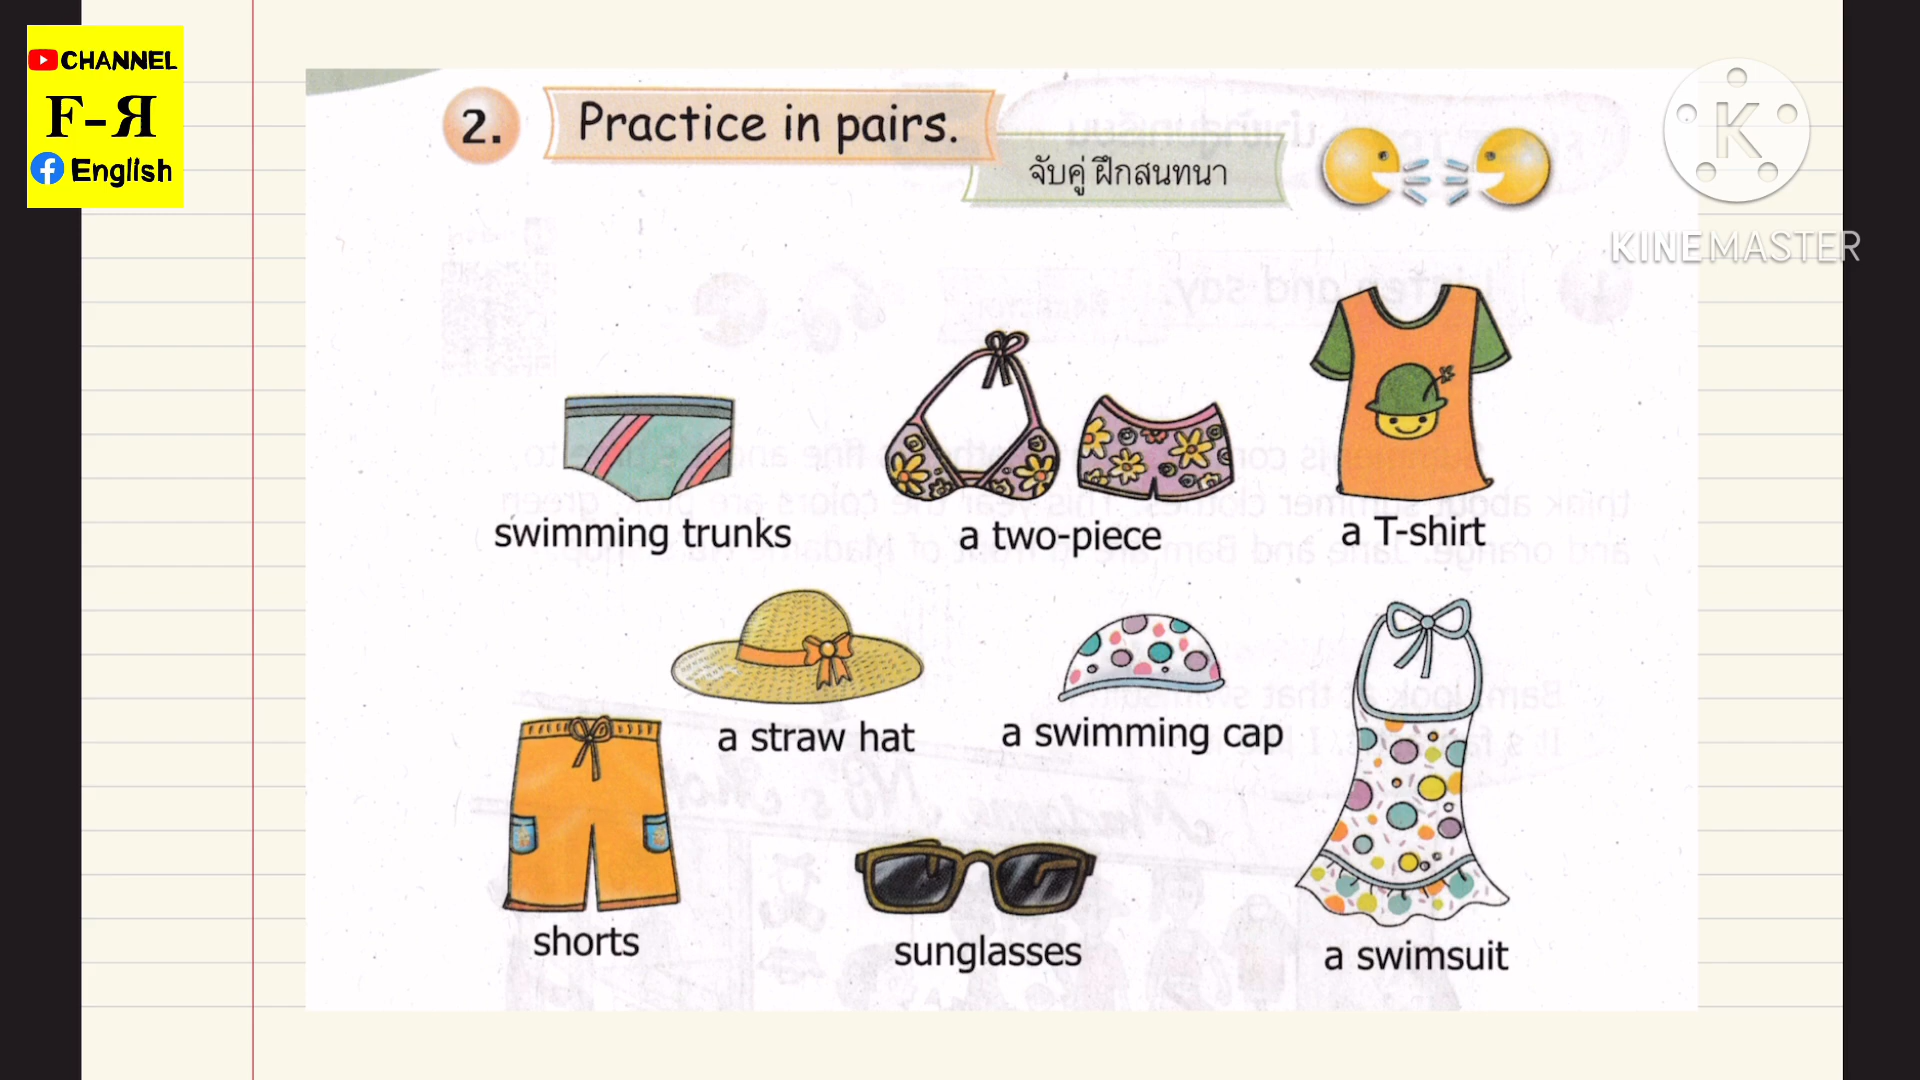 CHANNEL
F-Я
English
2. Practice in pairs.
จับคู่ ฝึกสนทนา
K
KINEMASTER
swimming trunks
a two-piece
a T-shirt
a straw hat
a swimming cap
shorts
sunglasses
a swimsuit